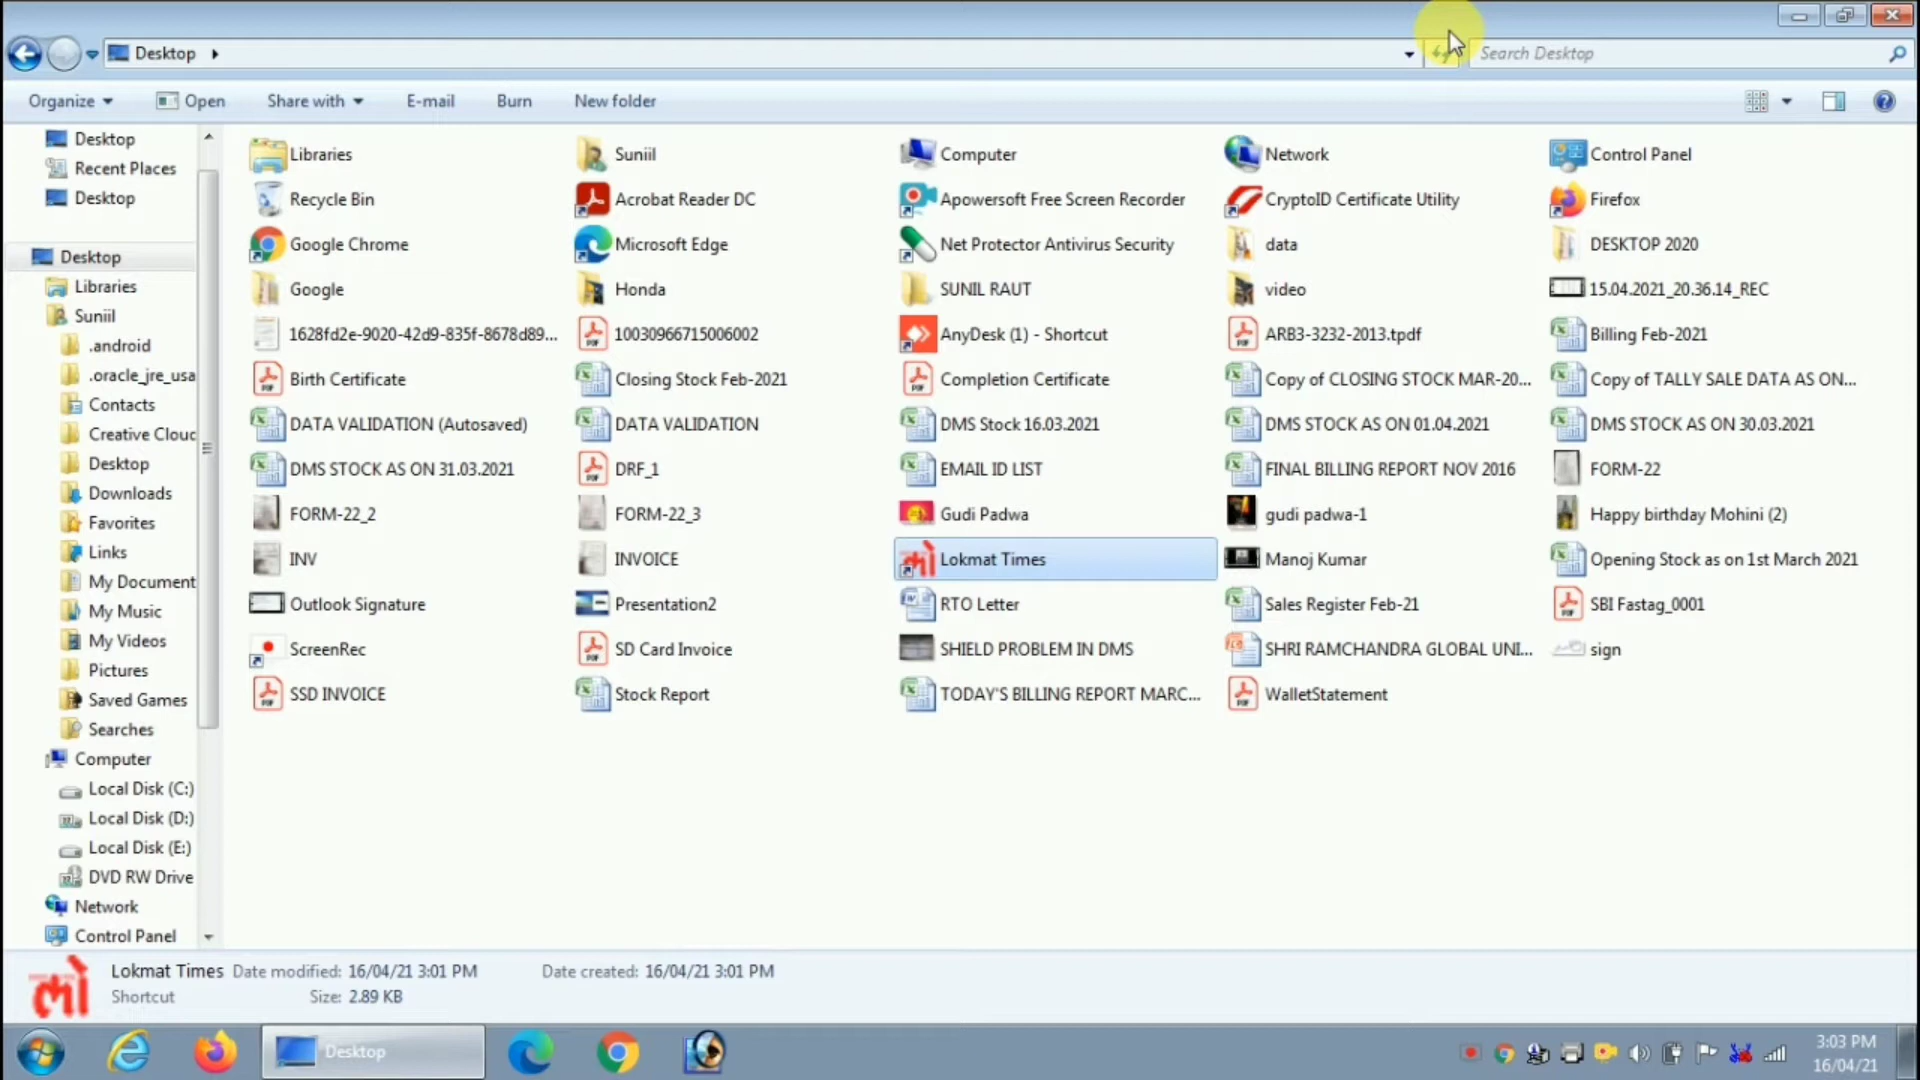 Desktop
Search Desktop
Organize Open Share with E-mail Burn New folder
Desktop
Recent Places
Desktop
Desktop
Libraries
Suniil
.android
.oracle_jre_usa
Contacts
Creative Cloud
Desktop
Downloads
Favorites
Links
My Document
My Music
My Videos
Pictures
Saved Games
Searches
Computer
Local Disk (C:)
Local Disk (D:)
Local Disk (E:)
DVD RW Drive
Network
Control Panel
Libraries Suniil Computer Network Control Panel
Recycle Bin Acrobat Reader DC Apowersoft Free Screen Recorder CryptoID Certificate Utility Firefox
Google Chrome Microsoft Edge Net Protector Antivirus Security data DESKTOP 2020
Google Honda SUNIL RAUT video 15.04.2021_20.36.14_REC
1628fd2e-9020-42d9-835f-8678d89... 10030966715006002 AnyDesk (1) - Shortcut ARB3-3232-2013.tpdf Billing Feb-2021
Birth Certificate Closing Stock Feb-2021 Completion Certificate Copy of CLOSING STOCK MAR-20... Copy of TALLY SALE DATA AS ON...
DATA VALIDATION (Autosaved) DATA VALIDATION DMS Stock 16.03.2021 DMS STOCK AS ON 01.04.2021 DMS STOCK AS ON 30.03.2021
DMS STOCK AS ON 31.03.2021 DRF_1 EMAIL ID LIST FINAL BILLING REPORT NOV 2016 FORM-22
FORM-22_2 FORM-22_3 Gudi Padwa gudi padwa-1 Happy birthday Mohini (2)
INV INVOICE Lokmat Times Manoj Kumar Opening Stock as on 1st March 2021
Outlook Signature Presentation2 RTO Letter Sales Register Feb-21 SBI Fastag_0001
ScreenRec SD Card Invoice SHIELD PROBLEM IN DMS SHRI RAMCHANDRA GLOBAL UNI... sign
SSD INVOICE Stock Report TODAY'S BILLING REPORT MARC... WalletStatement
लो
Lokmat Times Date modified: 16/04/21 3:01 PM Date created: 16/04/21 3:01 PM
Shortcut Size: 2.89 KB
Desktop
3:03 PM
16/04/21